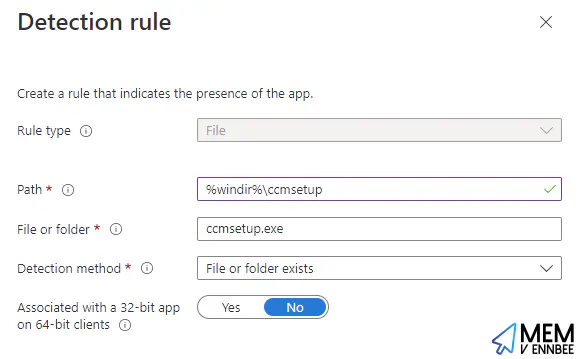 Detection rule
Create a rule that indicates the presence of the app.
Rule type
File
Path *
%windir%\ccmsetup
File or folder *
ccmsetup.exe
Detection method *
File or folder exists
Associated with a 32-bit app
on 64-bit clients
Yes No
MEM
V ENNBEE